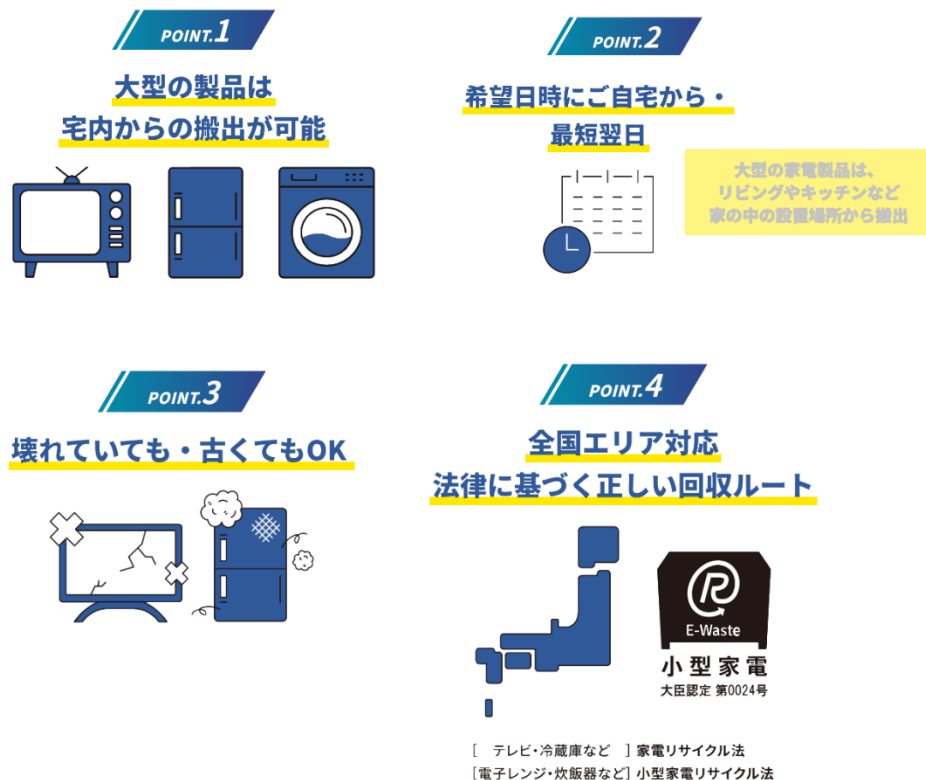 POINT.1
大型の製品は
宅内からの搬出が可能
POINT.2
希望日時にご自宅から・
最短翌日
大型の家電製品は、
リビングやキッチンなど
家の中の設置場所から搬出
POINT.3
壊れていても・古くてもOK
POINT.4
全国エリア対応
法律に基づく正しい回収ルート
R
E-Waste
小型家電
大臣認定 第0024号
[ テレビ・冷蔵庫など ] 家電リサイクル法
[電子レンジ・炊飯器など] 小型家電リサイクル法